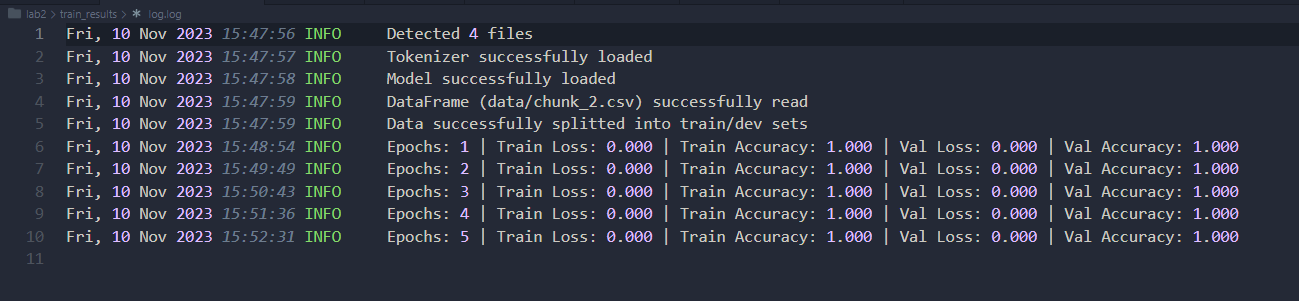 lab2 > train_results > log.log
1 Fri, 10 Nov 2023 15:47:56 INFO Detected 4 files
2 Fri, 10 Nov 2023 15:47:57 INFO Tokenizer successfully loaded
3 Fri, 10 Nov 2023 15:47:58 INFO Model successfully loaded
4 Fri, 10 Nov 2023 15:47:59 INFO DataFrame (data/chunk_2.csv) successfully read
5 Fri, 10 Nov 2023 15:47:59 INFO Data successfully splitted into train/dev sets
6 Fri, 10 Nov 2023 15:48:54 INFO Epochs: 1 | Train Loss: 0.000 | Train Accuracy: 1.000 | Val Loss: 0.000 | Val Accuracy: 1.000
7 Fri, 10 Nov 2023 15:49:49 INFO Epochs: 2 | Train Loss: 0.000 | Train Accuracy: 1.000 | Val Loss: 0.000 | Val Accuracy: 1.000
8 Fri, 10 Nov 2023 15:50:43 INFO Epochs: 3 | Train Loss: 0.000 | Train Accuracy: 1.000 | Val Loss: 0.000 | Val Accuracy: 1.000
9 Fri, 10 Nov 2023 15:51:36 INFO Epochs: 4 | Train Loss: 0.000 | Train Accuracy: 1.000 | Val Loss: 0.000 | Val Accuracy: 1.000
10 Fri, 10 Nov 2023 15:52:31 INFO Epochs: 5 | Train Loss: 0.000 | Train Accuracy: 1.000 | Val Loss: 0.000 | Val Accuracy: 1.000
11